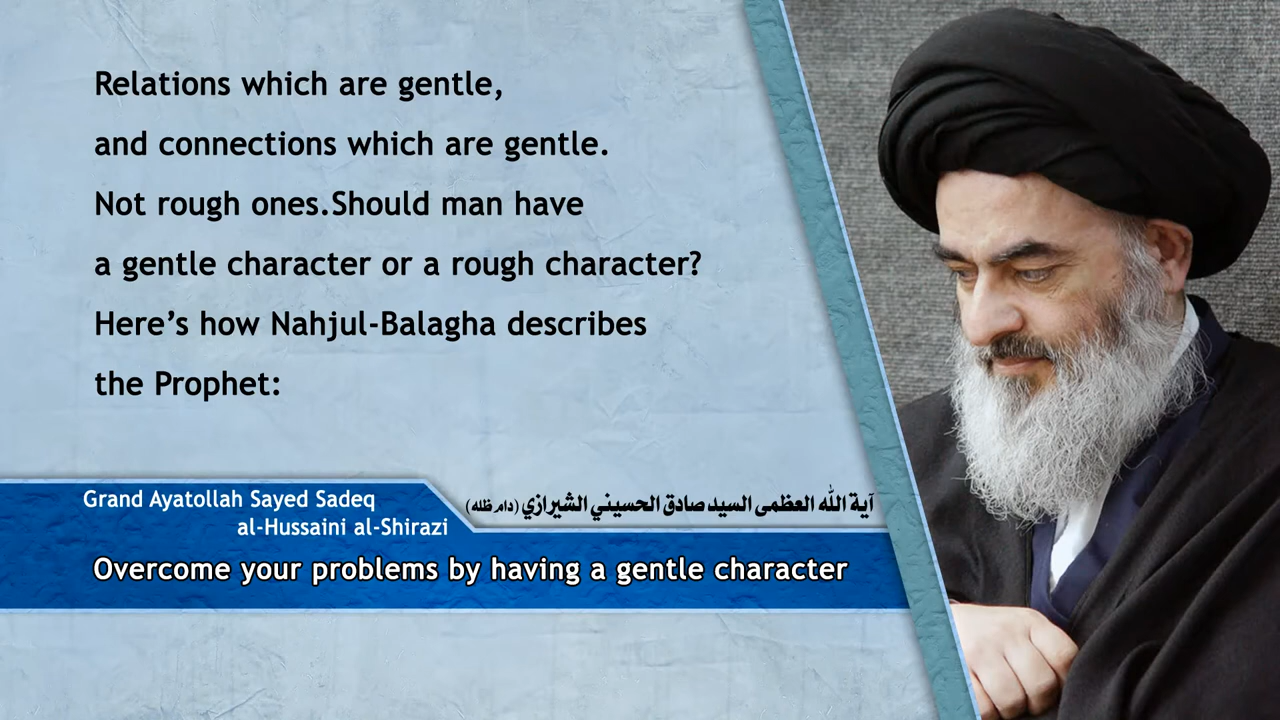 Relations which are gentle,
and connections which are gentle.
Not rough ones.Should man have
a gentle character or a rough character?
Here’s how Nahjul-Balagha describes
the Prophet:
Grand Ayatollah Sayed Sadeq
al-Hussaini al-Shirazi
آية الله العظمى السيد صادق الحسيني الشيرازي (دام ظله)
Overcome your problems by having a gentle character